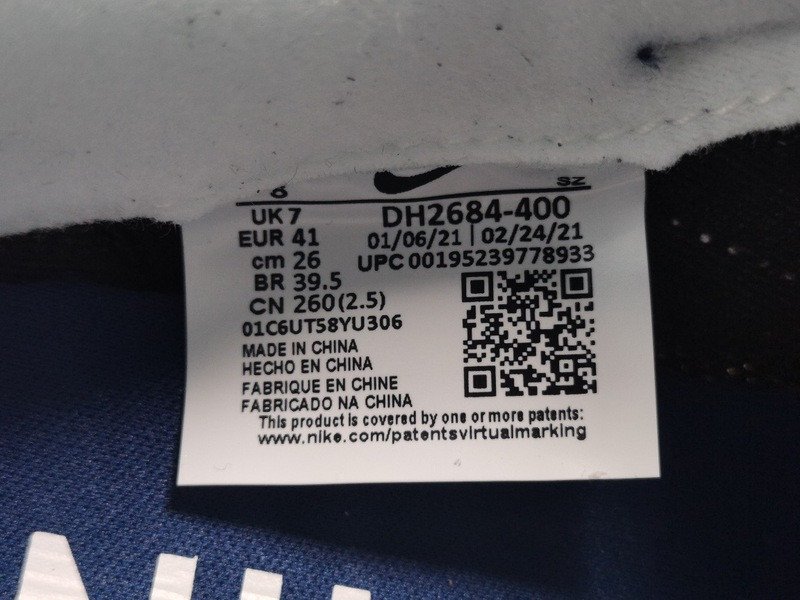 8 SZ
UK 7 DH2684-400
EUR 41 01/06/21 | 02/24/21
cm 26 UPC 00195239778933
BR 39.5
CN 260(2.5)
01C6UT58YU306
MADE IN CHINA
HECHO EN CHINA
FABRIQUE EN CHINE
FABRICADO NA CHINA
This product is covered by one or more patents:
www.nike.com/patentsvirtualmarking